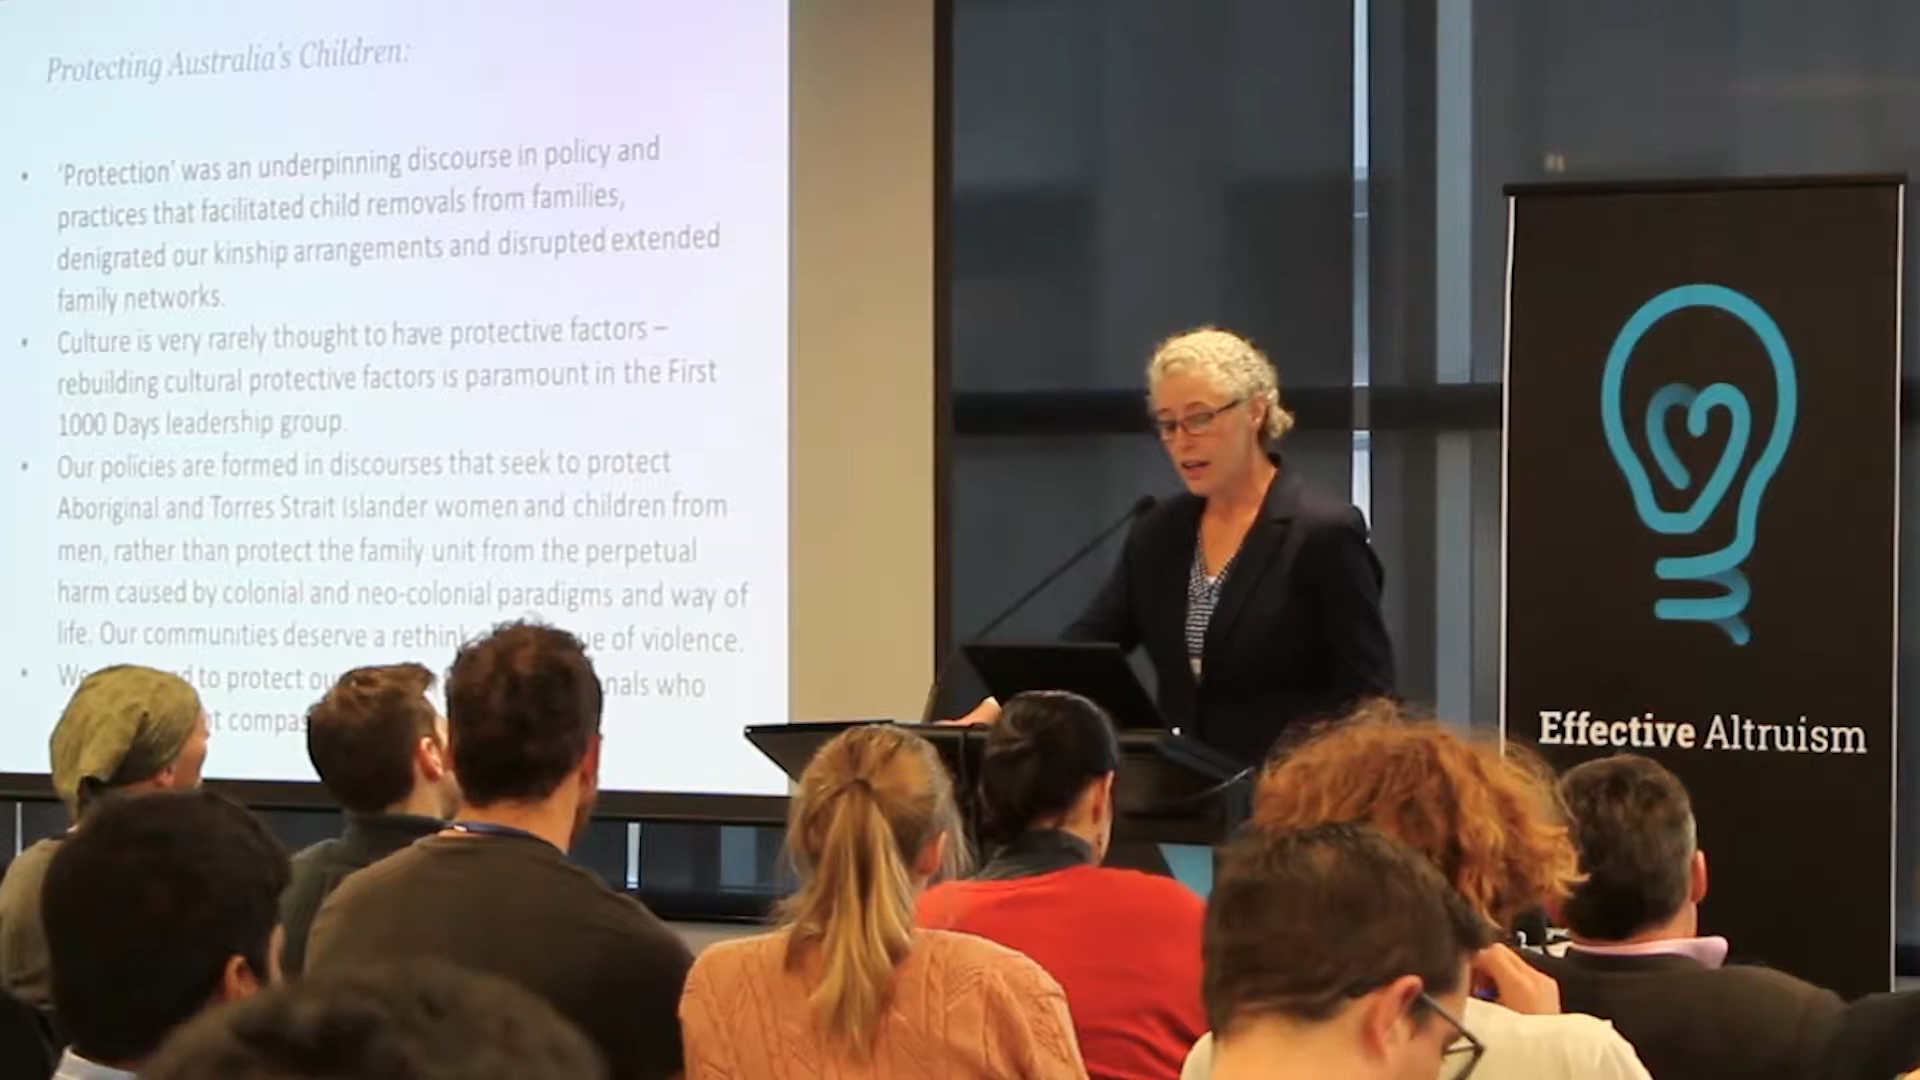 Protecting Australia's Children:
• 'Protection' was an underpinning discourse in policy and
practices that facilitated child removals from families,
denigrated our kinship arrangements and disrupted extended
family networks.
• Culture is very rarely thought to have protective factors –
rebuilding cultural protective factors is paramount in the First
1000 Days leadership group.
• Our policies are formed in discourses that seek to protect
Aboriginal and Torres Strait Islander women and children from
men, rather than protect the family unit from the perpetual
harm caused by colonial and neo-colonial paradigms and way of
life. Our communities deserve a rethink of violence.
• to protect who
Effective Altruism